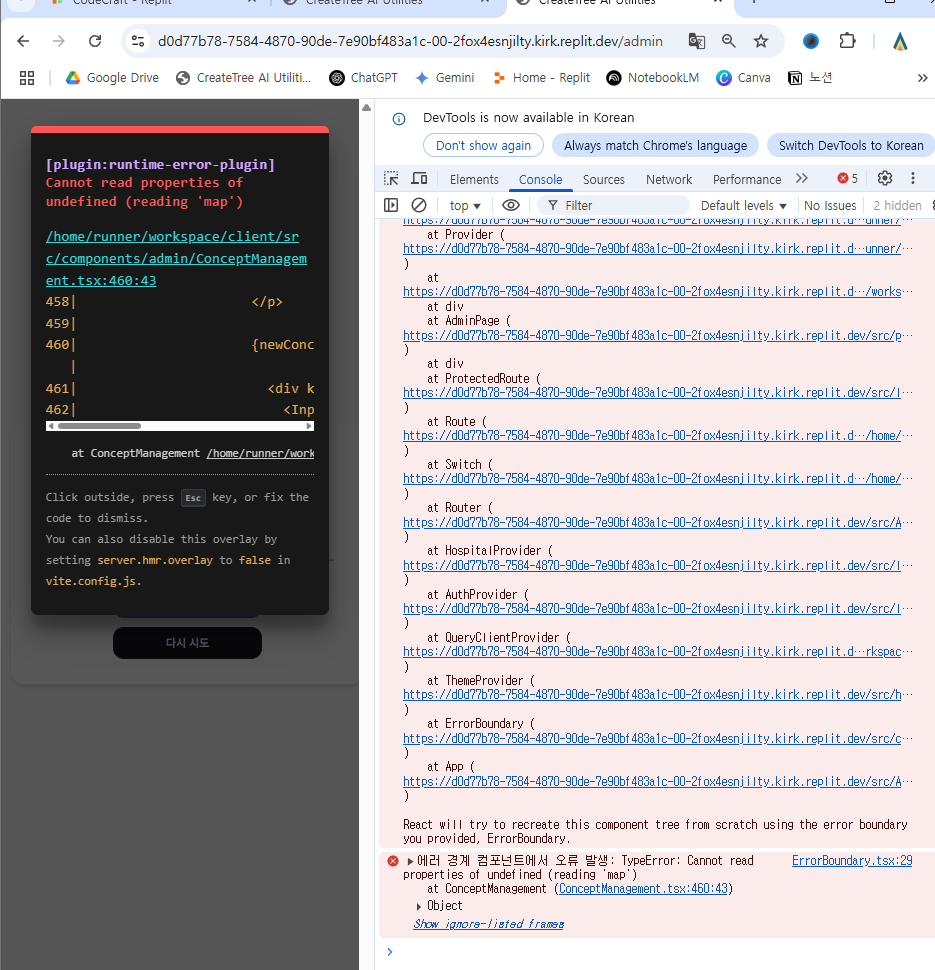 CodeCraft - Replit
CreateTree AI Utilities
CreateTree AI Utilities
d0d77b78-7584-4870-90de-7e90bf483a1c-00-2fox4esnjilty.kirk.replit.dev/admin
Google Drive
CreateTree AI Utiliti...
ChatGPT
Gemini
Home - Replit
NotebookLM
Canva
노션
[plugin:runtime-error-plugin]
Cannot read properties of
undefined (reading 'map')
/home/runner/workspace/client/sr
c/components/admin/ConceptManagem
ent.tsx:460:43
458| </p>
459|
460| {newConc
|
461| <div k
462| <Inp
at ConceptManagement /home/runner/work
Click outside, press Esc key, or fix the
code to dismiss.
You can also disable this overlay by
setting server.hmr.overlay to false in
vite.config.js.
다시 시도
DevTools is now available in Korean
Don't show again
Always match Chrome's language
Switch DevTools to Korean
Elements
Console
Sources
Network
Performance
5
top
Filter
Default levels
No Issues
2 hidden
https://d0d77b78-7584-4870-90de-7e90bf483a1c-00-2fox4esnjilty.kirk.replit.d…unner/…
at Provider (
https://d0d77b78-7584-4870-90de-7e90bf483a1c-00-2fox4esnjilty.kirk.replit.d…unner/…
)
at
https://d0d77b78-7584-4870-90de-7e90bf483a1c-00-2fox4esnjilty.kirk.replit.d…/works…
at div
at AdminPage (
https://d0d77b78-7584-4870-90de-7e90bf483a1c-00-2fox4esnjilty.kirk.replit.dev/src/p…
)
at div
at ProtectedRoute (
https://d0d77b78-7584-4870-90de-7e90bf483a1c-00-2fox4esnjilty.kirk.replit.dev/src/l…
)
at Route (
https://d0d77b78-7584-4870-90de-7e90bf483a1c-00-2fox4esnjilty.kirk.replit.d…/home/…
)
at Switch (
https://d0d77b78-7584-4870-90de-7e90bf483a1c-00-2fox4esnjilty.kirk.replit.d…/home/…
)
at Router (
https://d0d77b78-7584-4870-90de-7e90bf483a1c-00-2fox4esnjilty.kirk.replit.dev/src/A…
)
at HospitalProvider (
https://d0d77b78-7584-4870-90de-7e90bf483a1c-00-2fox4esnjilty.kirk.replit.dev/src/l…
)
at AuthProvider (
https://d0d77b78-7584-4870-90de-7e90bf483a1c-00-2fox4esnjilty.kirk.replit.dev/src/l…
)
at QueryClientProvider (
https://d0d77b78-7584-4870-90de-7e90bf483a1c-00-2fox4esnjilty.kirk.replit.d…rkspac…
)
at ThemeProvider (
https://d0d77b78-7584-4870-90de-7e90bf483a1c-00-2fox4esnjilty.kirk.replit.dev/src/h…
)
at ErrorBoundary (
https://d0d77b78-7584-4870-90de-7e90bf483a1c-00-2fox4esnjilty.kirk.replit.dev/src/c…
)
at App (
https://d0d77b78-7584-4870-90de-7e90bf483a1c-00-2fox4esnjilty.kirk.replit.dev/src/A…
)
React will try to recreate this component tree from scratch using the error boundary
you provided, ErrorBoundary.
에러 경계 컴포넌트에서 오류 발생: TypeError: Cannot read ErrorBoundary.tsx:29
properties of undefined (reading 'map')
at ConceptManagement (ConceptManagement.tsx:460:43)
Object
Show ignore-listed frames